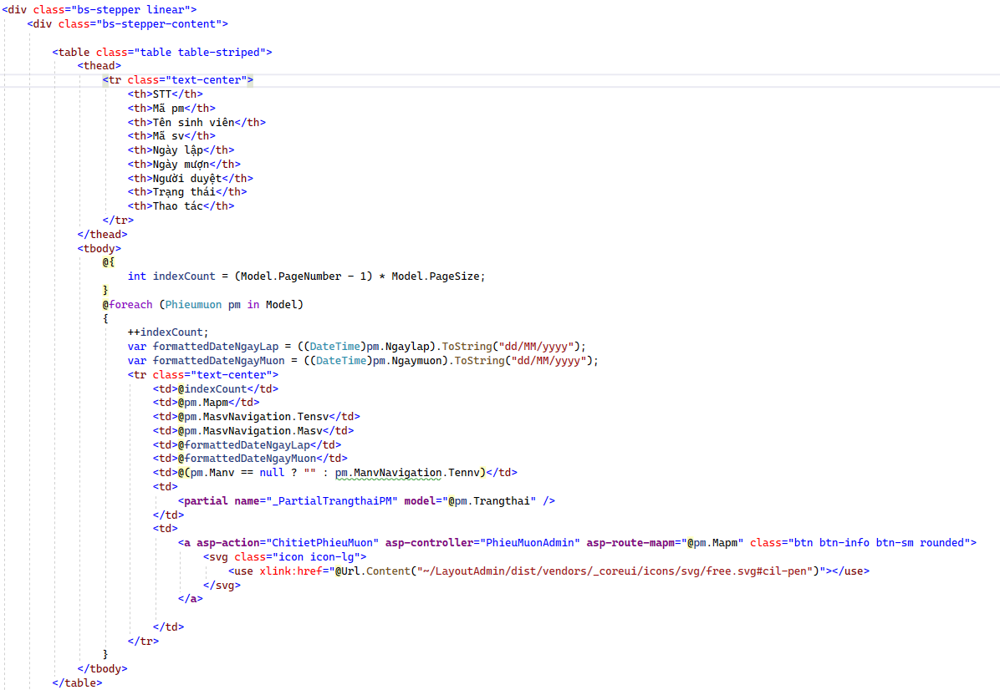 <div class="bs-stepper linear">
<div class="bs-stepper-content">
<table class="table table-striped">
<thead>
<tr class="text-center">
<th>STT</th>
<th>Mã pm</th>
<th>Tên sinh viên</th>
<th>Mã sv</th>
<th>Ngày lập</th>
<th>Ngày mượn</th>
<th>Người duyệt</th>
<th>Trạng thái</th>
<th>Thao tác</th>
</tr>
</thead>
<tbody>
@{
int indexCount = (Model.PageNumber - 1) * Model.PageSize;
}
@foreach (Phieumuon pm in Model)
{
++indexCount;
var formattedDateNgayLap = ((DateTime)pm.Ngaylap).ToString("dd/MM/yyyy");
var formattedDateNgayMuon = ((DateTime)pm.Ngaymuon).ToString("dd/MM/yyyy");
<tr class="text-center">
<td>@indexCount</td>
<td>@pm.Mapm</td>
<td>@pm.MasvNavigation.Tensv</td>
<td>@pm.MasvNavigation.Masv</td>
<td>@formattedDateNgayLap</td>
<td>@formattedDateNgayMuon</td>
<td>@(pm.Manv == null ? "" : pm.ManvNavigation.Tennv)</td>
<td>
<partial name="_PartialTrangthaiPM" model="@pm.Trangthai" />
</td>
<td>
<a asp-action="ChitietPhieuMuon" asp-controller="PhieuMuonAdmin" asp-route-mapm="@pm.Mapm" class="btn btn-info btn-sm rounded">
<svg class="icon icon-lg">
<use xlink:href="@Url.Content("~/LayoutAdmin/dist/vendors/_coreui/icons/svg/free.svg#cil-pen")"></use>
</svg>
</a>
</td>
</tr>
}
</tbody>
</table>